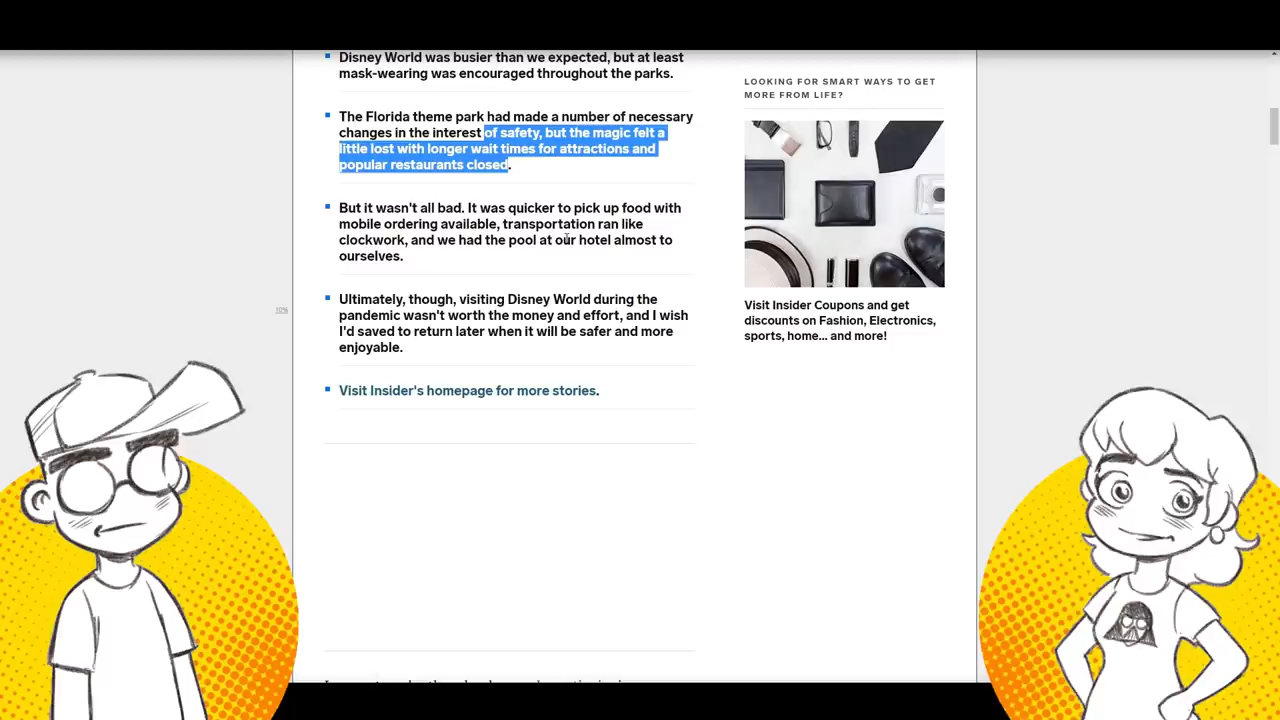 Disney World was busier than we expected, but at least
mask-wearing was encouraged throughout the parks.
The Florida theme park had made a number of necessary
changes in the interest of safety, but the magic felt a
little lost with longer wait times for attractions and
popular restaurants closed.
But it wasn't all bad. It was quicker to pick up food with
mobile ordering available, transportation ran like
clockwork, and we had the pool at our hotel almost to
ourselves.
Ultimately, though, visiting Disney World during the
pandemic wasn't worth the money and effort, and I wish
I'd saved to return later when it will be safer and more
enjoyable.
Visit Insider's homepage for more stories.
LOOKING FOR SMART WAYS TO GET
MORE FROM LIFE?
Visit Insider Coupons and get
discounts on Fashion, Electronics,
sports, home... and more!
10%